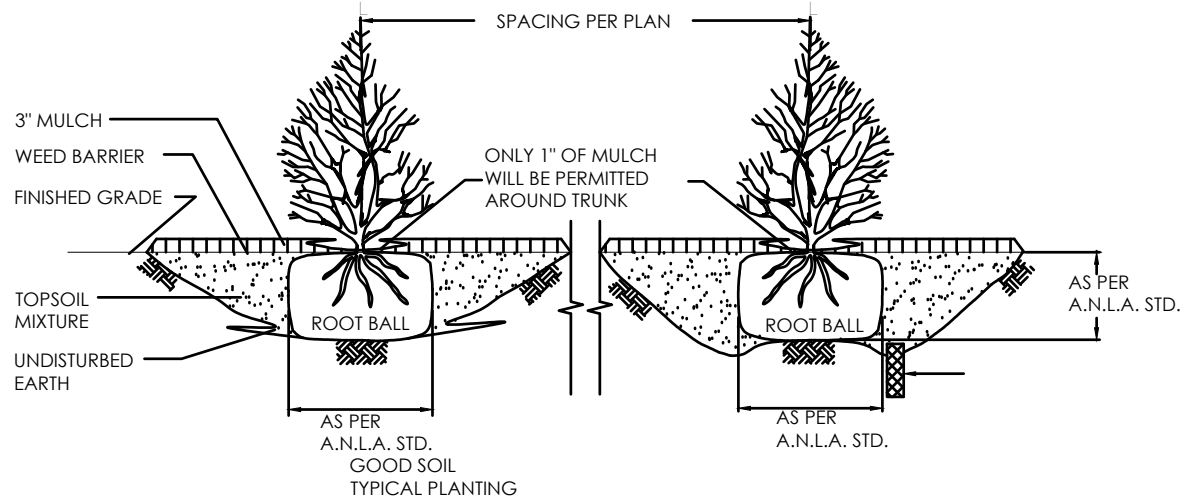 SPACING PER PLAN
3" MULCH
WEED BARRIER
FINISHED GRADE
ONLY 1" OF MULCH
WILL BE PERMITTED
AROUND TRUNK
TOPSOIL
MIXTURE
UNDISTURBED
EARTH
ROOT BALL
ROOT BALL
AS PER
A.N.L.A. STD.
AS PER
A.N.L.A. STD.
GOOD SOIL
TYPICAL PLANTING
AS PER
A.N.L.A. STD.